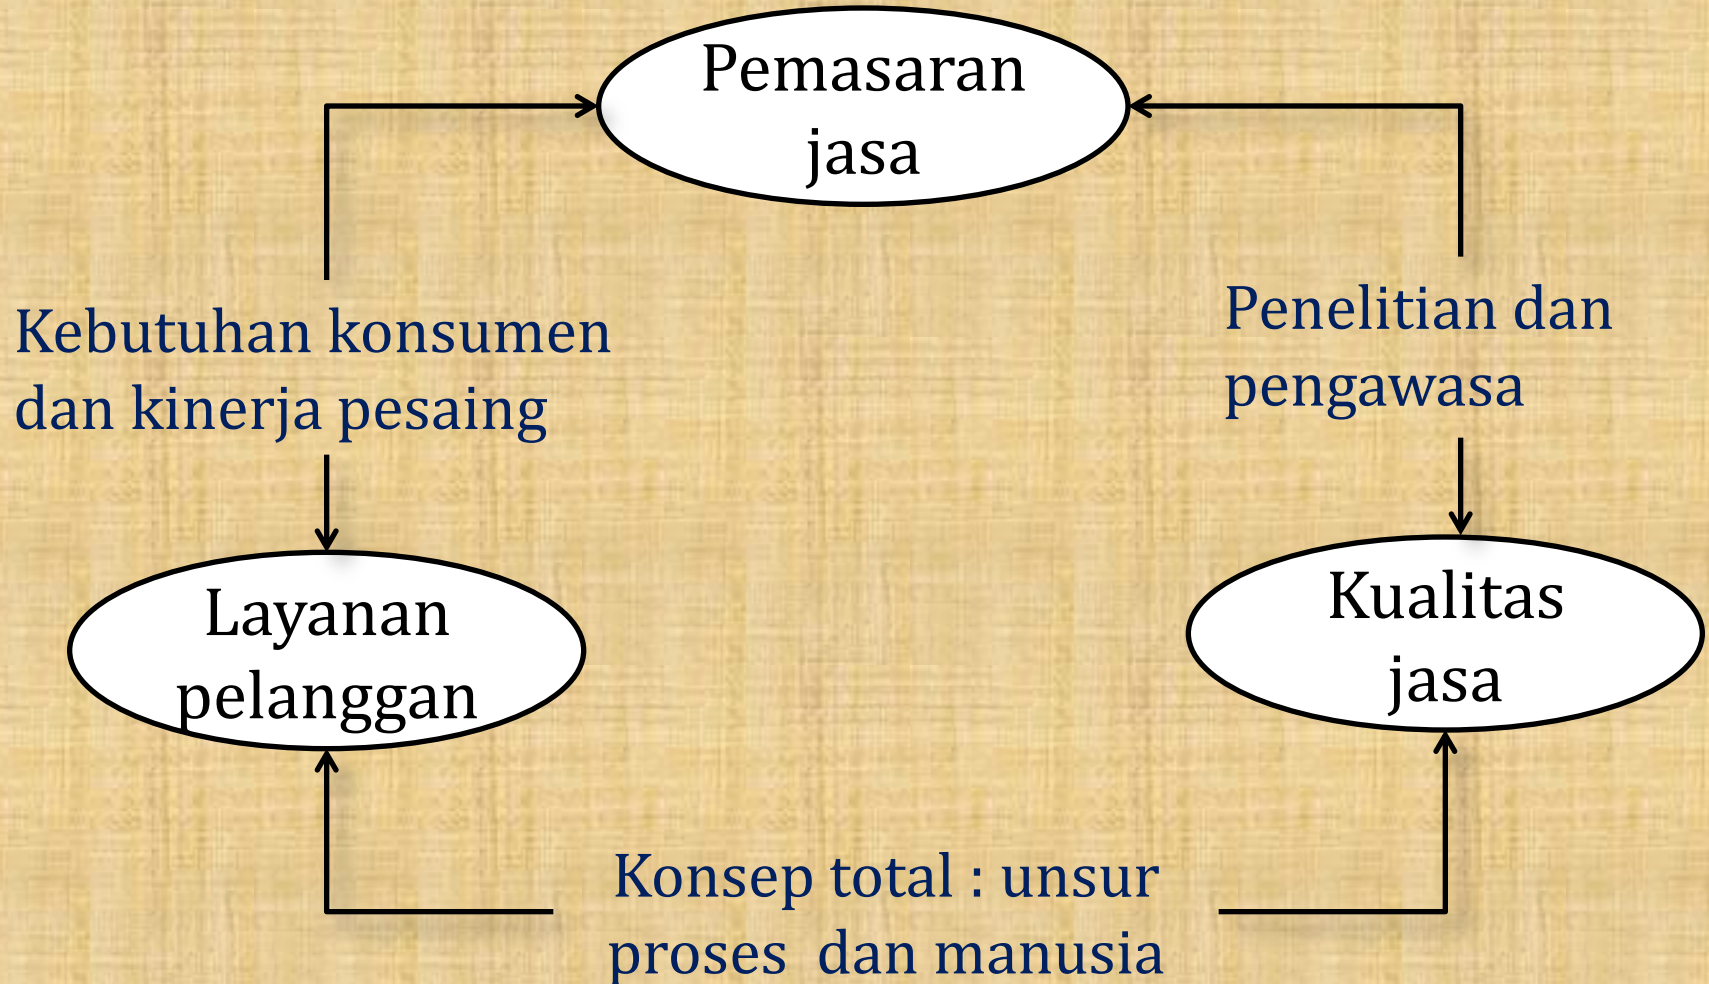 Pemasaran
jasa
Kebutuhan konsumen
dan kinerja pesaing
Penelitian dan
pengawasa
Layanan
pelanggan
Kualitas
jasa
Konsep total : unsur
proses dan manusia